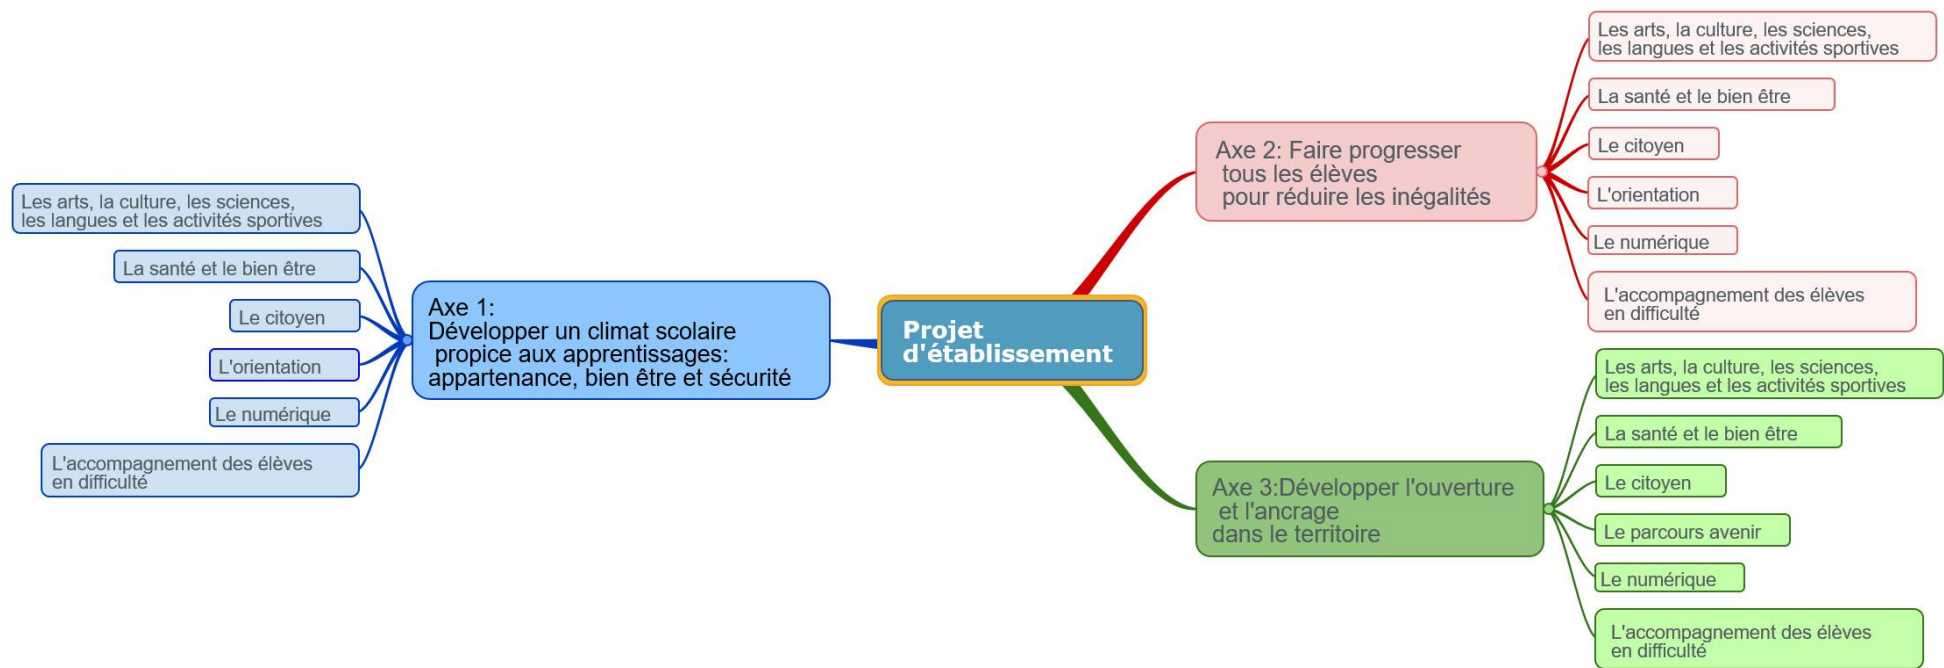 Projet
d'établissement
Axe 1:
Développer un climat scolaire
propice aux apprentissages:
appartenance, bien être et sécurité
Les arts, la culture, les sciences,
les langues et les activités sportives
La santé et le bien être
Le citoyen
L'orientation
Le numérique
L'accompagnement des élèves
en difficulté
Axe 2: Faire progresser
tous les élèves
pour réduire les inégalités
Les arts, la culture, les sciences,
les langues et les activités sportives
La santé et le bien être
Le citoyen
L'orientation
Le numérique
L'accompagnement des élèves
en difficulté
Axe 3:Développer l'ouverture
et l'ancrage
dans le territoire
Les arts, la culture, les sciences,
les langues et les activités sportives
La santé et le bien être
Le citoyen
Le parcours avenir
Le numérique
L'accompagnement des élèves
en difficulté